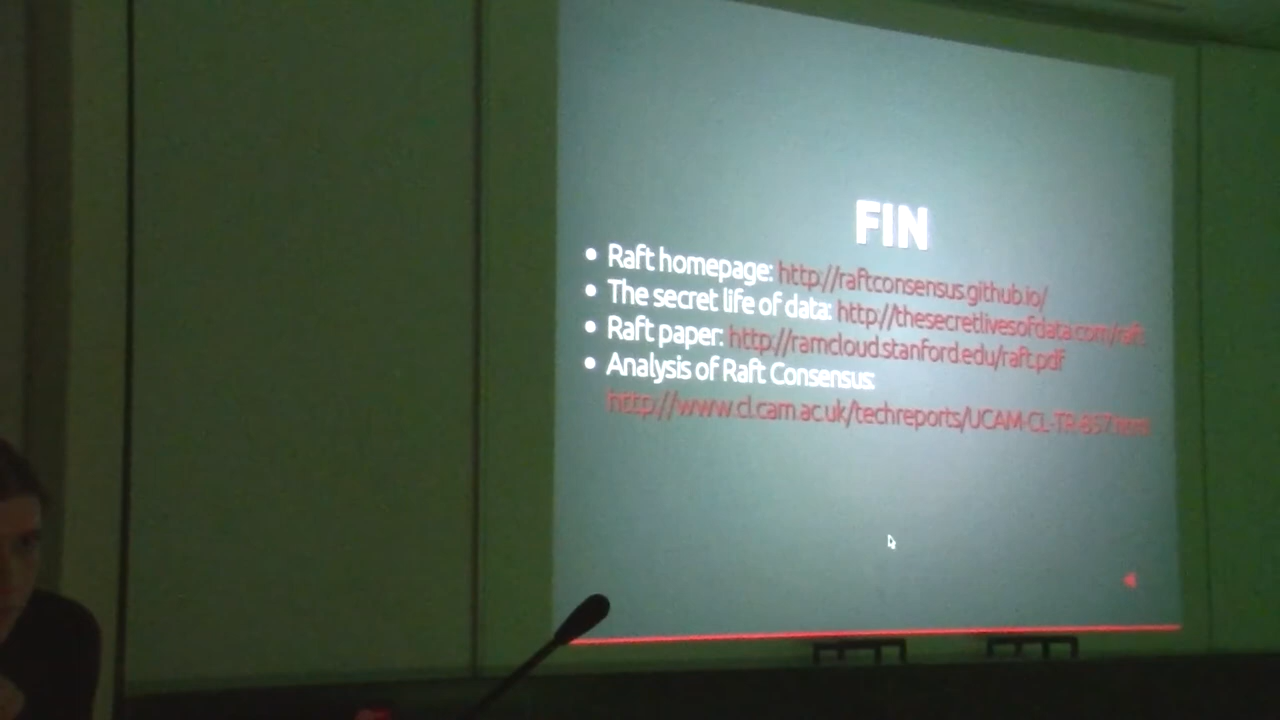 FIN
• Raft homepage: http://raftconsensus.github.io/
• The secret life of data: http://thesecretlivesofdata.com/raft
• Raft paper: http://ramcloud.stanford.edu/raft.pdf
• Analysis of Raft Consensus:
http://www.cl.cam.ac.uk/techreports/UCAM-CL-TR-857.html